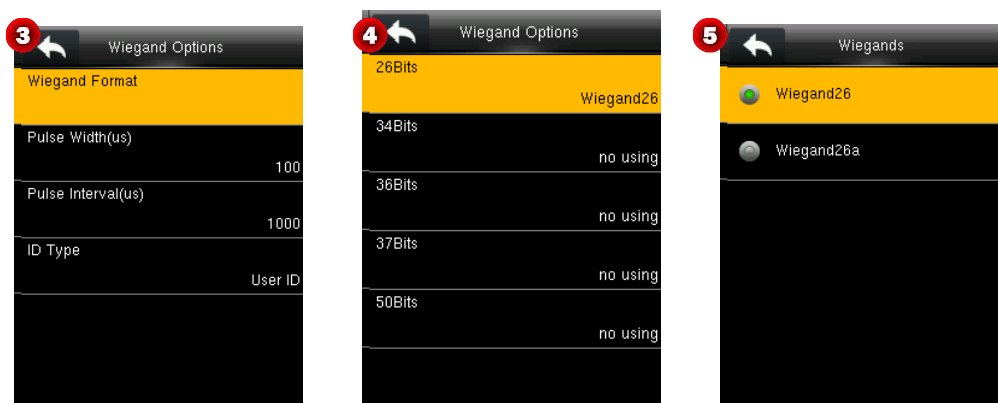 3
Wiegand Options
Wiegand Format
Pulse Width(us)
100
Pulse Interval(us)
1000
ID Type
User ID
4
Wiegand Options
26Bits
Wiegand26
34Bits
no using
36Bits
no using
37Bits
no using
50Bits
no using
5
Wiegands
Wiegand26
Wiegand26a